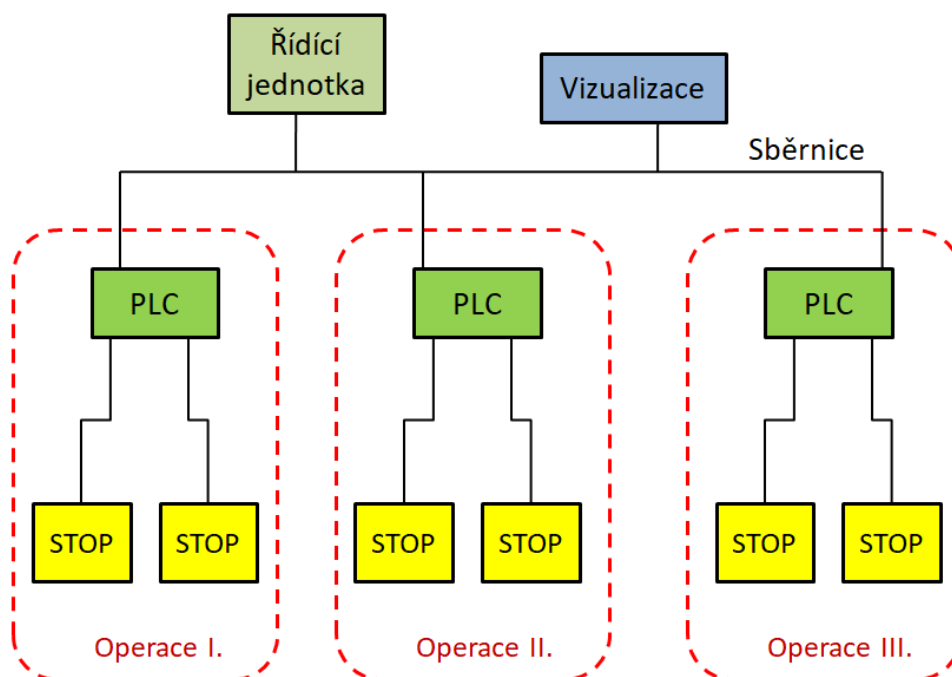 Řídící
jednotka
Vizualizace
Sběrnice
PLC
PLC
PLC
STOP
STOP
STOP
STOP
STOP
STOP
Operace I.
Operace II.
Operace III.